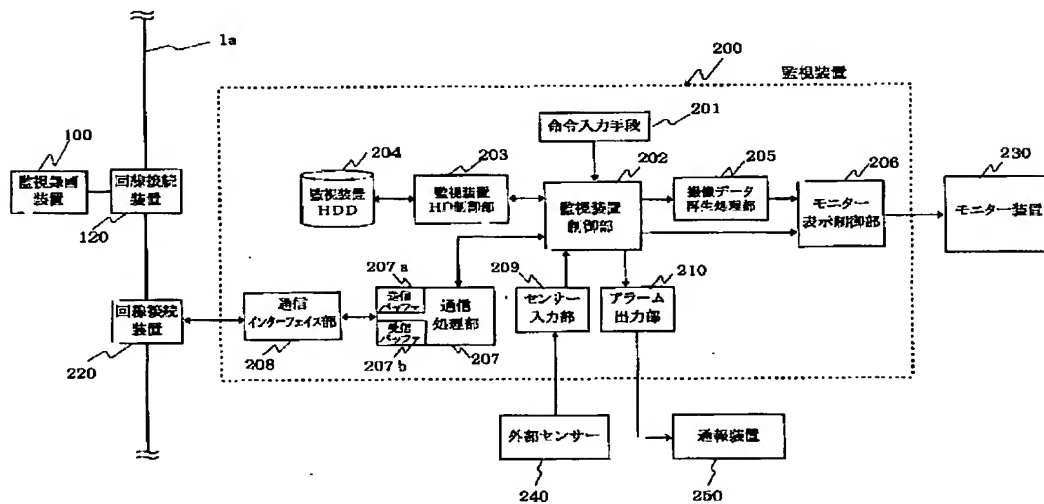 1a
200
監視装置
201
命令入力手段
100
204
203
202
205
206
230
監視録画
装置
回線接続
装置
監視装置
HDD
監視装置
HD制御部
監視装置
制御部
撮像データ
再生処理部
モニター
表示制御部
モニター装置
120
207a
209
210
回線接続
装置
通信
インターフェイス部
送信
バッファ
受信
バッファ
通信
処理部
センサー
入力部
アラーム
出力部
220
208
207b
207
外部センサー
通報装置
240
250